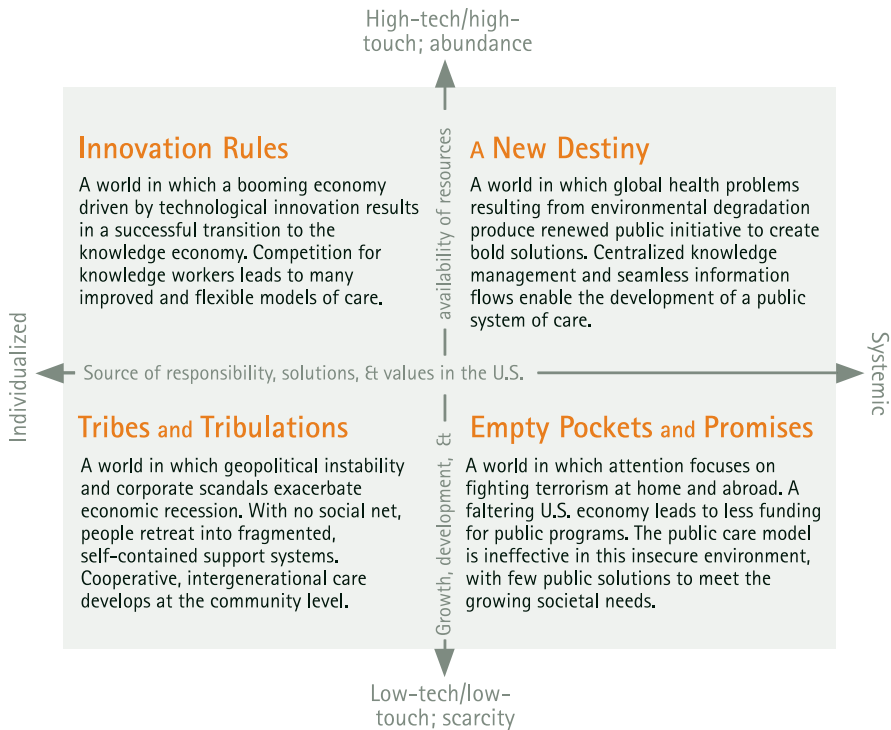 High-tech/high-
touch; abundance
Innovation Rules
A world in which a booming economy
driven by technological innovation results
in a successful transition to the
knowledge economy. Competition for
knowledge workers leads to many
improved and flexible models of care.
A New Destiny
A world in which global health problems
resulting from environmental degradation
produce renewed public initiative to create
bold solutions. Centralized knowledge
management and seamless information
flows enable the development of a public
system of care.
Individualized
Source of responsibility, solutions, & values in the U.S.
Systemic
Growth, development, & availability of resources
Tribes and Tribulations
A world in which geopolitical instability
and corporate scandals exacerbate
economic recession. With no social net,
people retreat into fragmented,
self-contained support systems.
Cooperative, intergenerational care
develops at the community level.
Empty Pockets and Promises
A world in which attention focuses on
fighting terrorism at home and abroad. A
faltering U.S. economy leads to less funding
for public programs. The public care model
is ineffective in this insecure environment,
with few public solutions to meet the
growing societal needs.
Low-tech/low-
touch; scarcity